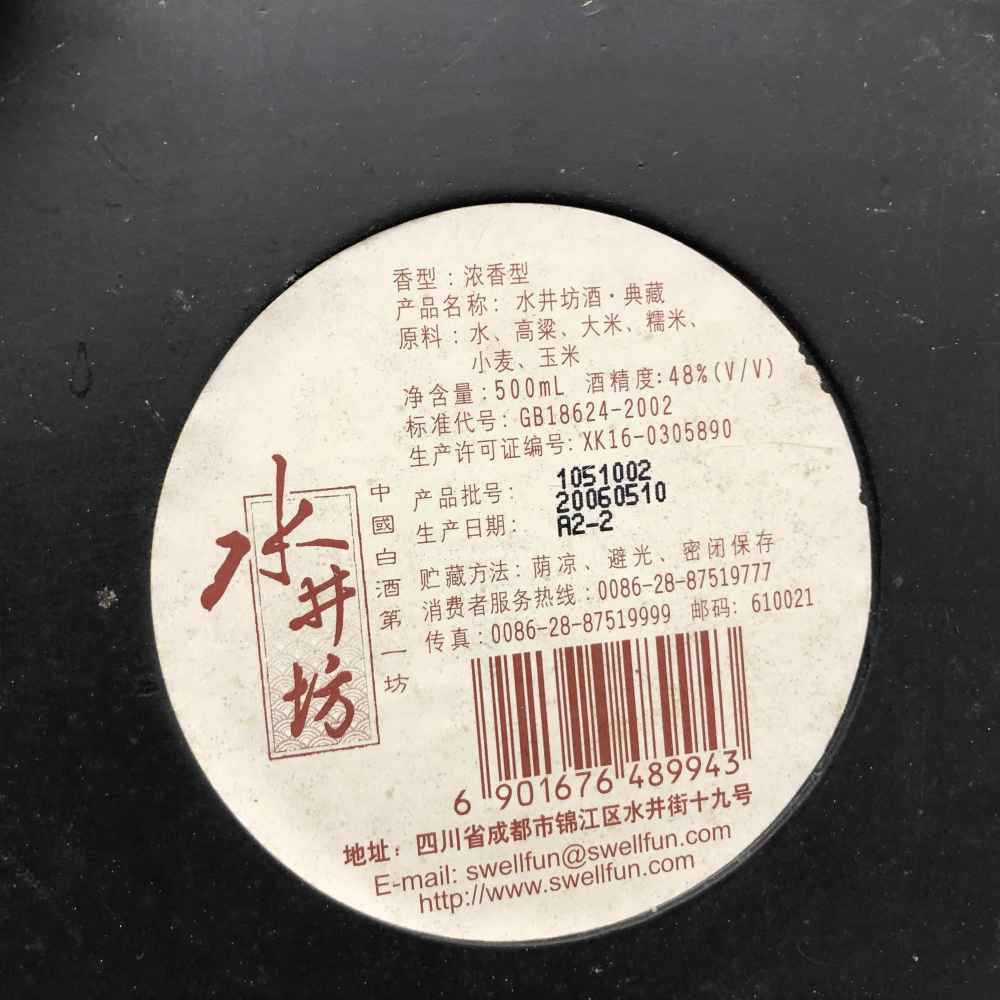 香型：浓香型
产品名称：水井坊酒·典藏
原料：水、高粱、大米、糯米、
小麦、玉米
净含量：500mL 酒精度：48%(V/V)
标准代号：GB18624-2002
生产许可证编号：XK16-0305890
产品批号：
生产日期：
1051002
20060510
A2-2
贮藏方法：荫凉、避光、密闭保存
消费者服务热线：0086-28-87519777
传真：0086-28-87519999 邮码：610021
水井坊
中國白酒第一坊
6 901676 489943
地址：四川省成都市锦江区水井街十九号
E-mail: swellfun@swellfun.com
http://www.swellfun.com